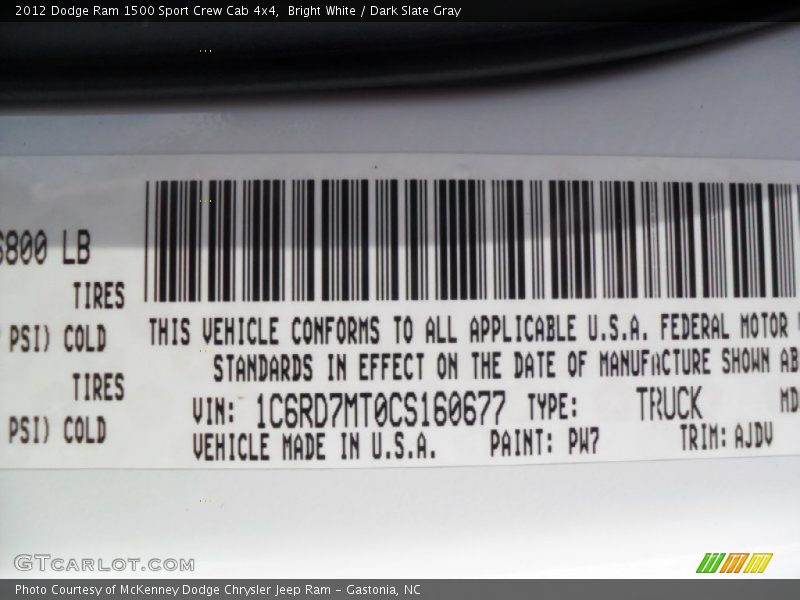 2012 Dodge Ram 1500 Sport Crew Cab 4x4,  Bright White / Dark Slate Gray
6800 LB
TIRES
PSI) COLD
THIS VEHICLE CONFORMS TO ALL APPLICABLE U.S.A. FEDERAL MOTOR
STANDARDS IN EFFECT ON THE DATE OF MANUFACTURE SHOWN AB
TIRES
VIN: 1C6RD7MT0CS160677 TYPE: TRUCK MD
PSI) COLD
VEHICLE MADE IN U.S.A. PAINT: PW7 TRIM: AJDV
GTCARLOT.COM
Photo Courtesy of McKenney Dodge Chrysler Jeep Ram - Gastonia, NC